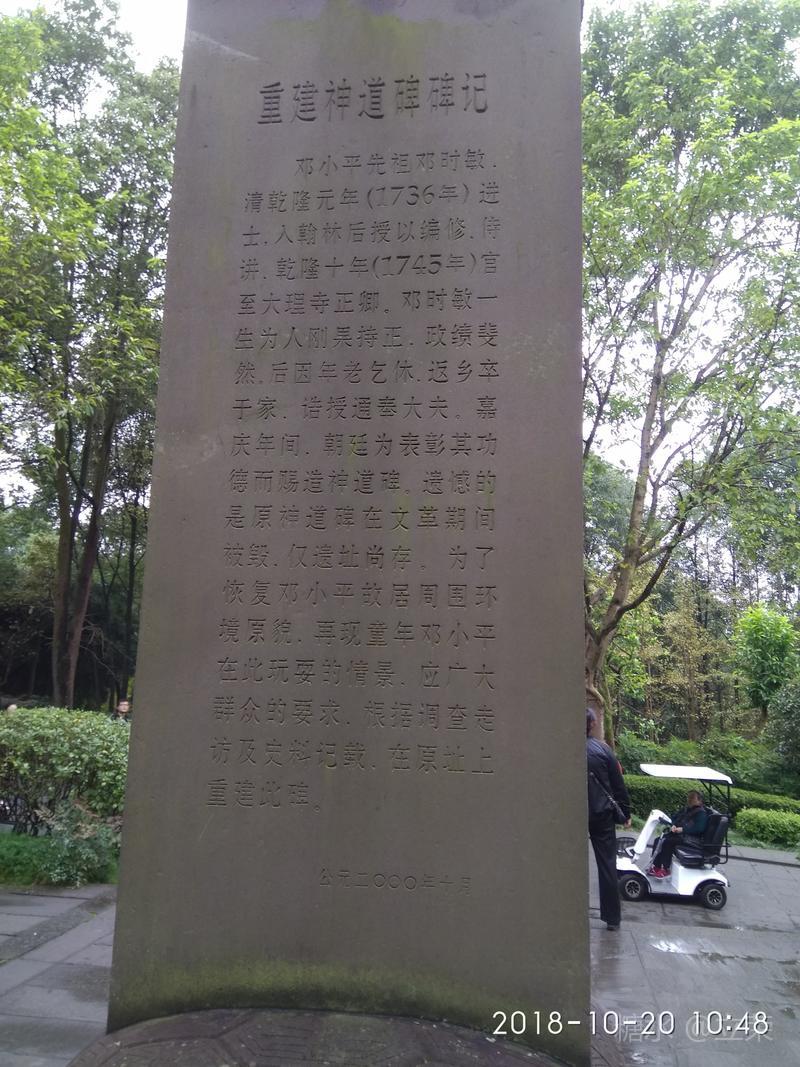 重建神道碑碑记
邓小平先祖邓时敏，
清乾隆元年(1736年)进
士，入翰林后授以编修、侍
讲，乾隆十年(1745年)官
至大理寺正卿。邓时敏一
生为人刚杲持正，政绩斐
然，后因年老乞休，返乡卒
于家，诰授通奉大夫。嘉
庆年间，朝廷为表彰其功
德而赐造神道碑。遗憾的
是原神道碑在文革期间
被毁，仅遗址尚存。为了
恢复邓小平故居周围环
境原貌，再现童年邓小平
在此玩耍的情景，应广大
群众的要求，根据调查走
访及史料记载，在原址上
重建此碑。
公元二〇〇〇年十月
2018-10-20 10:48